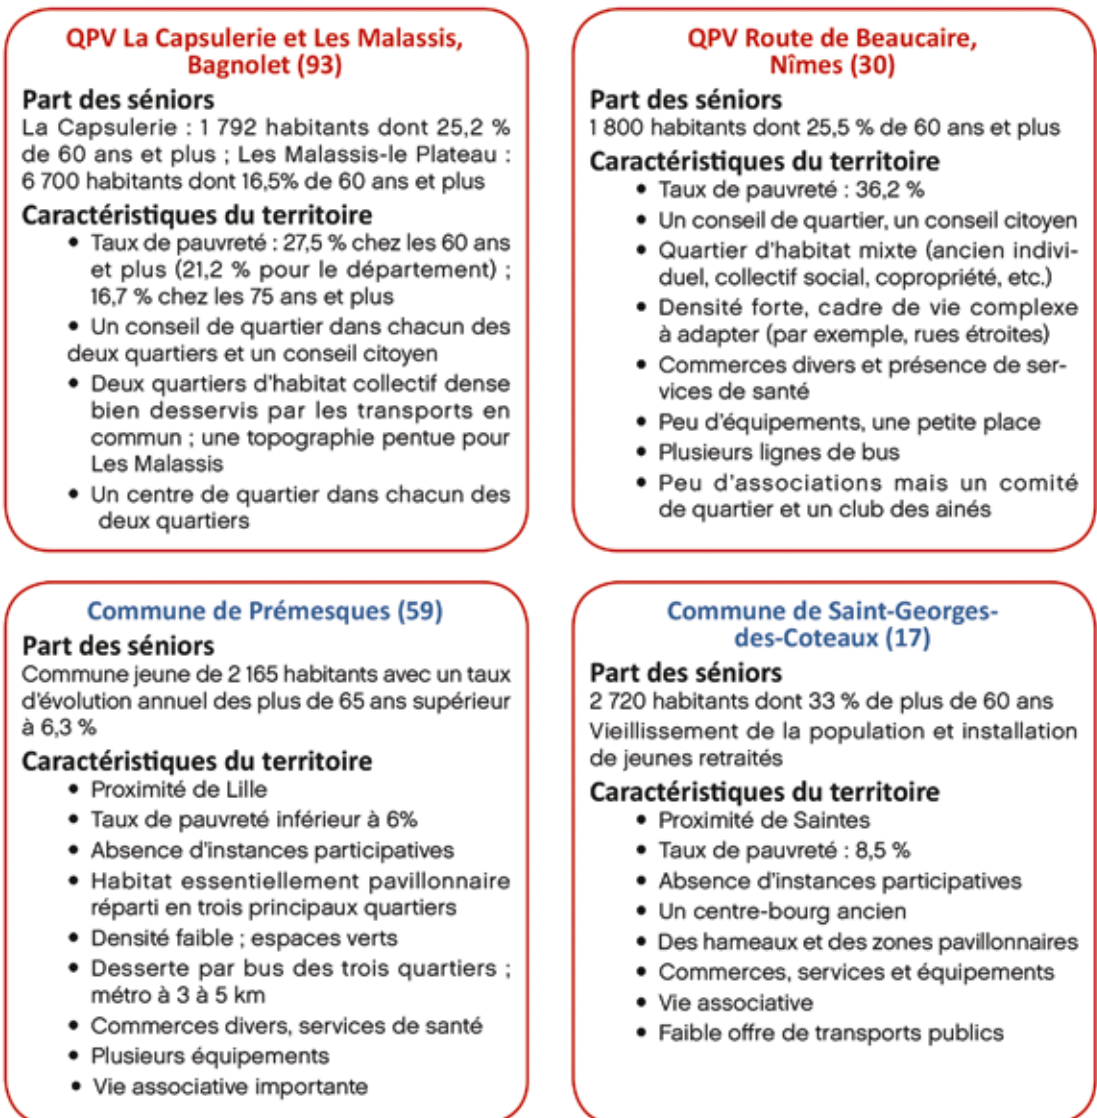 QPV La Capsulerie et Les Malassis,
Bagnolet (93)
Part des séniors
La Capsulerie : 1 792 habitants dont 25,2 %
de 60 ans et plus ; Les Malassis-le Plateau :
6 700 habitants dont 16,5% de 60 ans et plus
Caractéristiques du territoire
• Taux de pauvreté : 27,5 % chez les 60 ans
et plus (21,2 % pour le département) ;
16,7 % chez les 75 ans et plus
• Un conseil de quartier dans chacun des
deux quartiers et un conseil citoyen
• Deux quartiers d'habitat collectif dense
bien desservis par les transports en
commun ; une topographie pentue pour
Les Malassis
• Un centre de quartier dans chacun des
deux quartiers
QPV Route de Beaucaire,
Nîmes (30)
Part des séniors
1 800 habitants dont 25,5 % de 60 ans et plus
Caractéristiques du territoire
• Taux de pauvreté : 36,2 %
• Un conseil de quartier, un conseil citoyen
• Quartier d'habitat mixte (ancien indivi-
duel, collectif social, copropriété, etc.)
• Densité forte, cadre de vie complexe
à adapter (par exemple, rues étroites)
• Commerces divers et présence de ser-
vices de santé
• Peu d'équipements, une petite place
• Plusieurs lignes de bus
• Peu d'associations mais un comité
de quartier et un club des ainés
Commune de Prémesques (59)
Part des séniors
Commune jeune de 2 165 habitants avec un taux
d'évolution annuel des plus de 65 ans supérieur
à 6,3 %
Caractéristiques du territoire
• Proximité de Lille
• Taux de pauvreté inférieur à 6%
• Absence d'instances participatives
• Habitat essentiellement pavillonnaire
réparti en trois principaux quartiers
• Densité faible ; espaces verts
• Desserte par bus des trois quartiers ;
métro à 3 à 5 km
• Commerces divers, services de santé
• Plusieurs équipements
• Vie associative importante
Commune de Saint-Georges-
des-Coteaux (17)
Part des séniors
2 720 habitants dont 33 % de plus de 60 ans
Vieillissement de la population et installation
de jeunes retraités
Caractéristiques du territoire
• Proximité de Saintes
• Taux de pauvreté : 8,5 %
• Absence d'instances participatives
• Un centre-bourg ancien
• Des hameaux et des zones pavillonnaires
• Commerces, services et équipements
• Vie associative
• Faible offre de transports publics